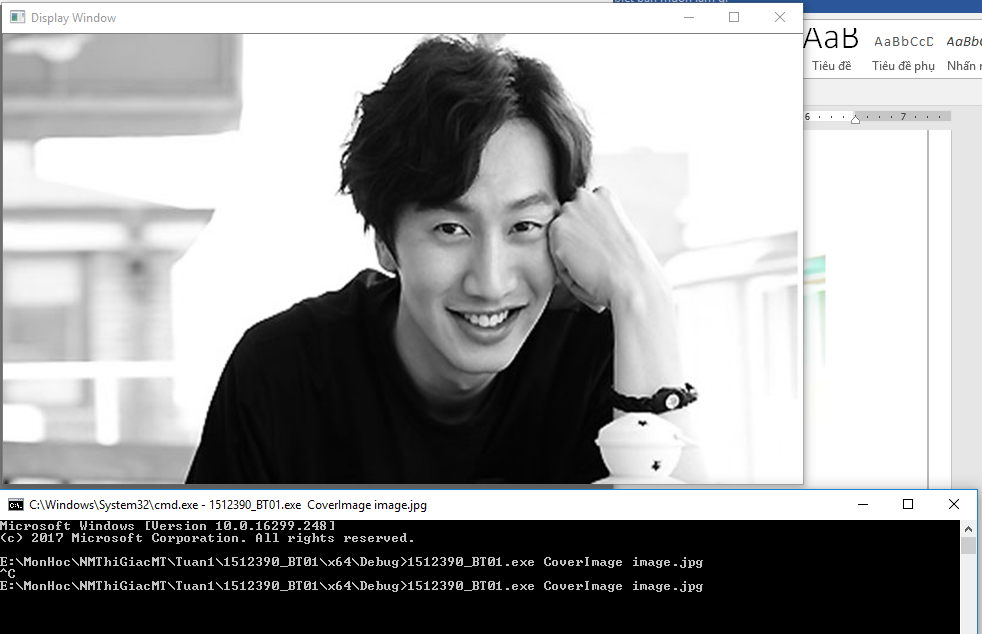 Display Window
AaB
AaBbCcD
AaBbC
Tiêu đề
Tiêu đề phụ
Nhấn
6
7
C:\Windows\System32\cmd.exe - 1512390_BT01.exe CoverImage image.jpg
Microsoft Windows [Version 10.0.16299.248]
(c) 2017 Microsoft Corporation. All rights reserved.
E:\MonHoc\NMThiGiacMT\Tuan1\1512390_BT01\x64\Debug>1512390_BT01.exe CoverImage image.jpg
^C
E:\MonHoc\NMThiGiacMT\Tuan1\1512390_BT01\x64\Debug>1512390_BT01.exe CoverImage image.jpg